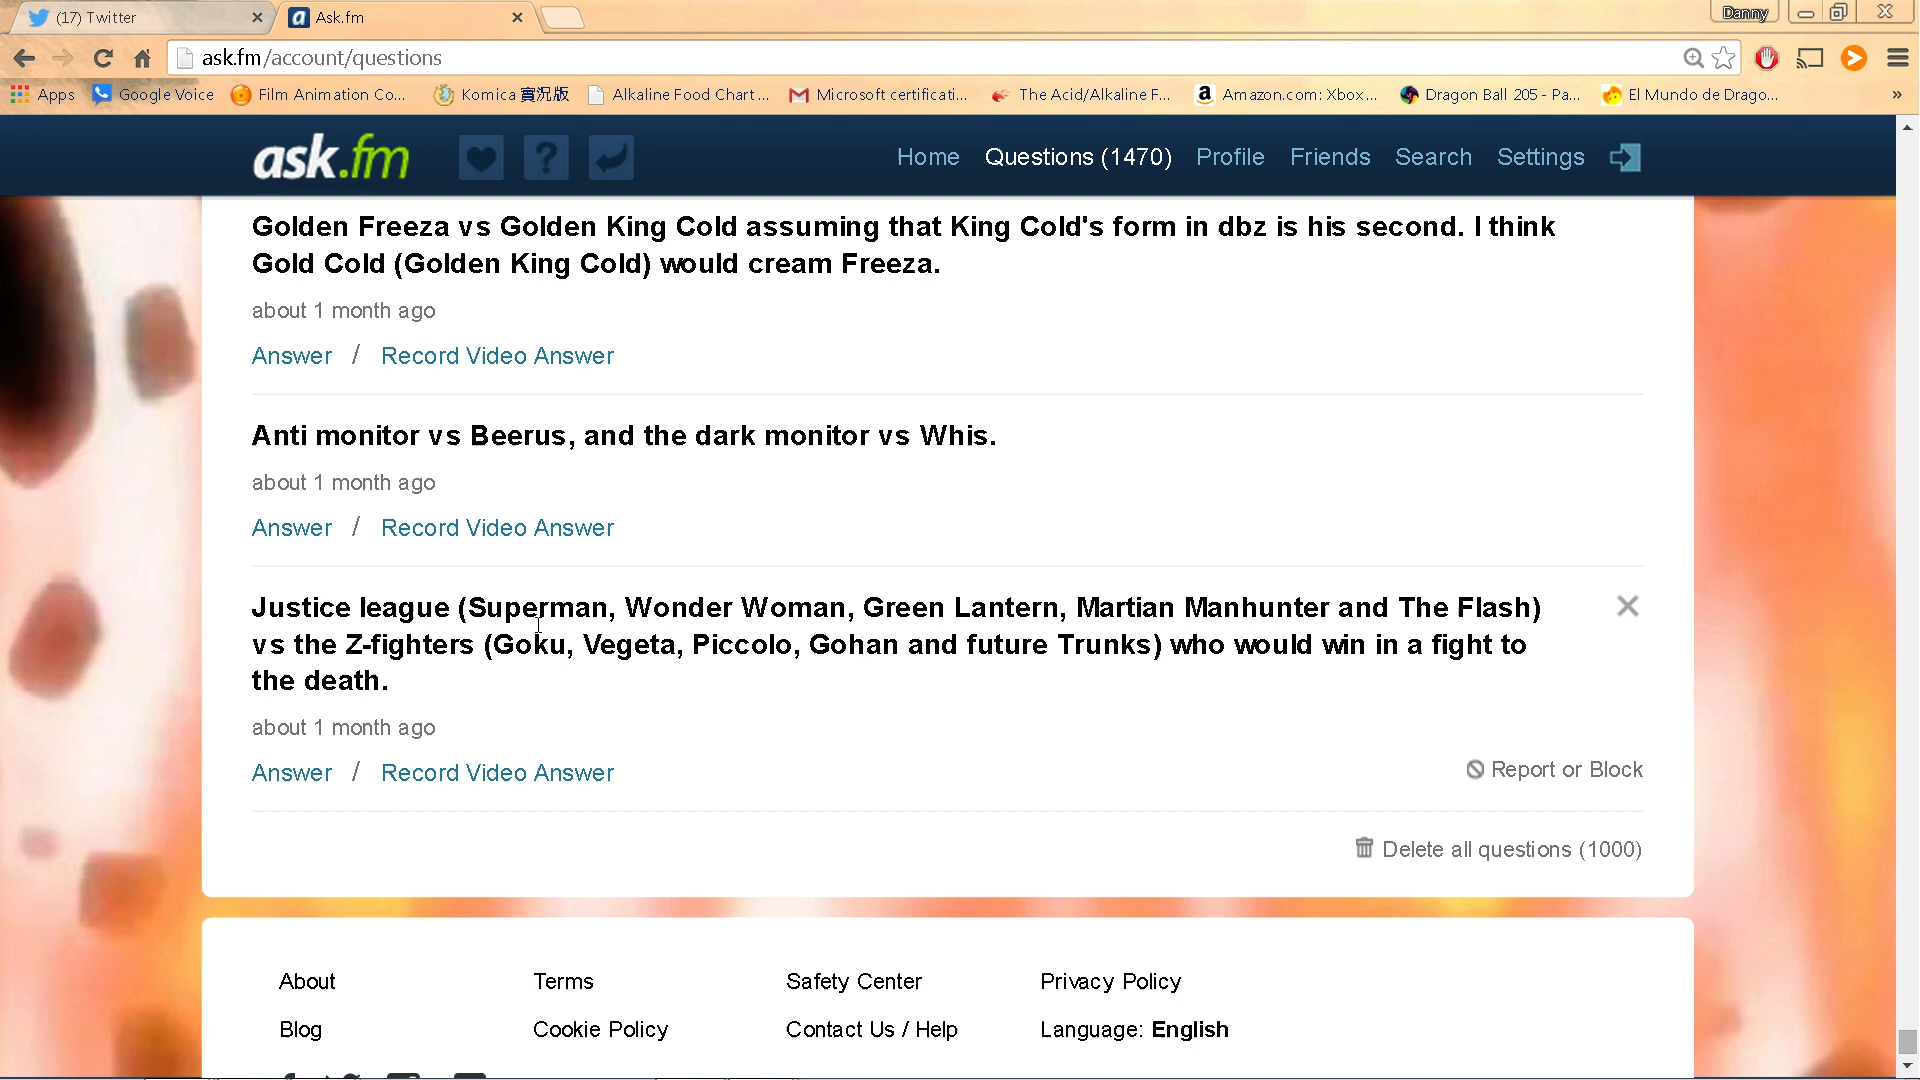 (17) Twitter
Ask.fm
Danny
ask.fm/account/questions
Apps
Google Voice
Film Animation Co...
Komica 實況版
Alkaline Food Chart ...
Microsoft certificati...
The Acid/Alkaline F...
Amazon.com: Xbox...
Dragon Ball 205 - Pa...
El Mundo de Drago...
»
ask.fm
Home
Questions (1470)
Profile
Friends
Search
Settings
Golden Freeza vs Golden King Cold assuming that King Cold's form in dbz is his second. I think
Gold Cold (Golden King Cold) would cream Freeza.
about 1 month ago
Answer / Record Video Answer
Anti monitor vs Beerus, and the dark monitor vs Whis.
about 1 month ago
Answer / Record Video Answer
Justice league (Superman, Wonder Woman, Green Lantern, Martian Manhunter and The Flash)
vs the Z-fighters (Goku, Vegeta, Piccolo, Gohan and future Trunks) who would win in a fight to
the death.
about 1 month ago
Answer / Record Video Answer
Report or Block
Delete all questions (1000)
About
Terms
Safety Center
Privacy Policy
Blog
Cookie Policy
Contact Us / Help
Language: English